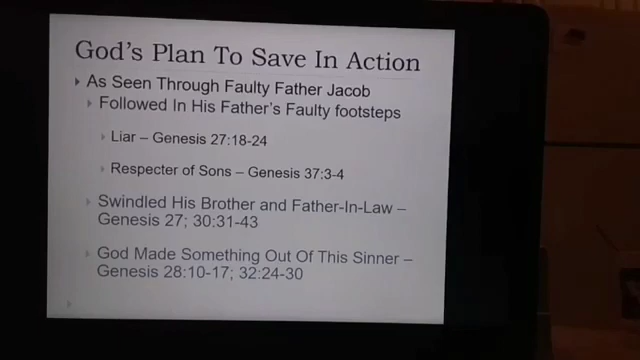 God's Plan To Save In Action
As Seen Through Faulty Father Jacob
Followed In His Father's Faulty footsteps
Liar – Genesis 27:18-24
Respecter of Sons – Genesis 37:3-4
Swindled His Brother and Father-In-Law –
Genesis 27; 30:31-43
God Made Something Out Of This Sinner –
Genesis 28:10-17; 32:24-30